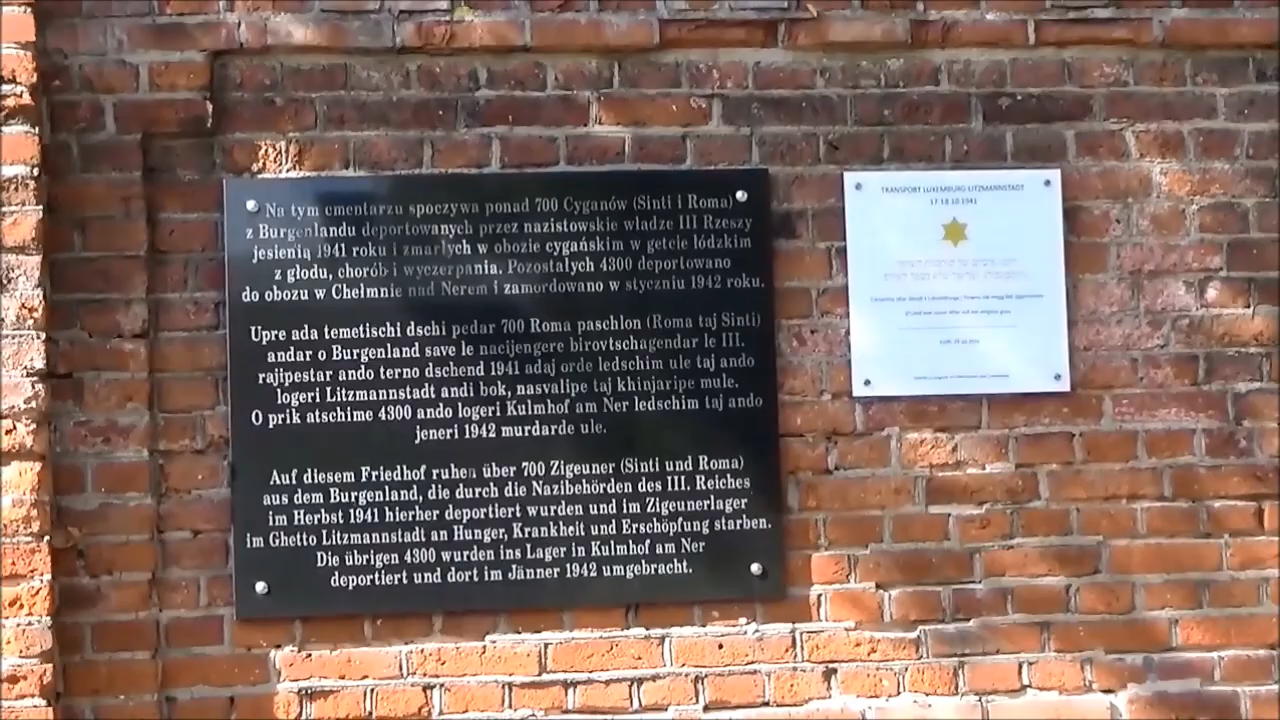 Na tym cmentarzu spoczywa ponad 700 Cyganów (Sinti i Roma)
z Burgenlandu deportowanych przez nazistowskie władze III Rzeszy
jesienią 1941 roku i zmarłych w obozie cygańskim w getcie łódzkim
z głodu, chorób i wyczerpania. Pozostałych 4300 deportowano
do obozu w Chełmnie nad Nerem i zamordowano w styczniu 1942 roku.
Upre ada temetischi dschi pedar 700 Roma paschlon (Roma taj Sinti)
andar o Burgenland save le nacijengere birovtschagendar le III.
rajipestar ando terno dschend 1941 adaj orde ledschim ule taj ando
logeri Litzmannstadt andi bok, nasvalipe taj khinjaripe mule.
O prik atschime 4300 ando logeri Kulmhof am Ner ledschim taj ando
jeneri 1942 murdarde ule.
Auf diesem Friedhof ruhen über 700 Zigeuner (Sinti und Roma)
aus dem Burgenland, die durch die Nazibehörden des III. Reiches
im Herbst 1941 hierher deportiert wurden und im Zigeunerlager
im Ghetto Litzmannstadt an Hunger, Krankheit und Erschöpfung starben.
Die übrigen 4300 wurden ins Lager in Kulmhof am Ner
deportiert und dort im Jänner 1942 umgebracht.
TRANSPORT LUXEMBURG LITZMANNSTADT
17 18.10.1941